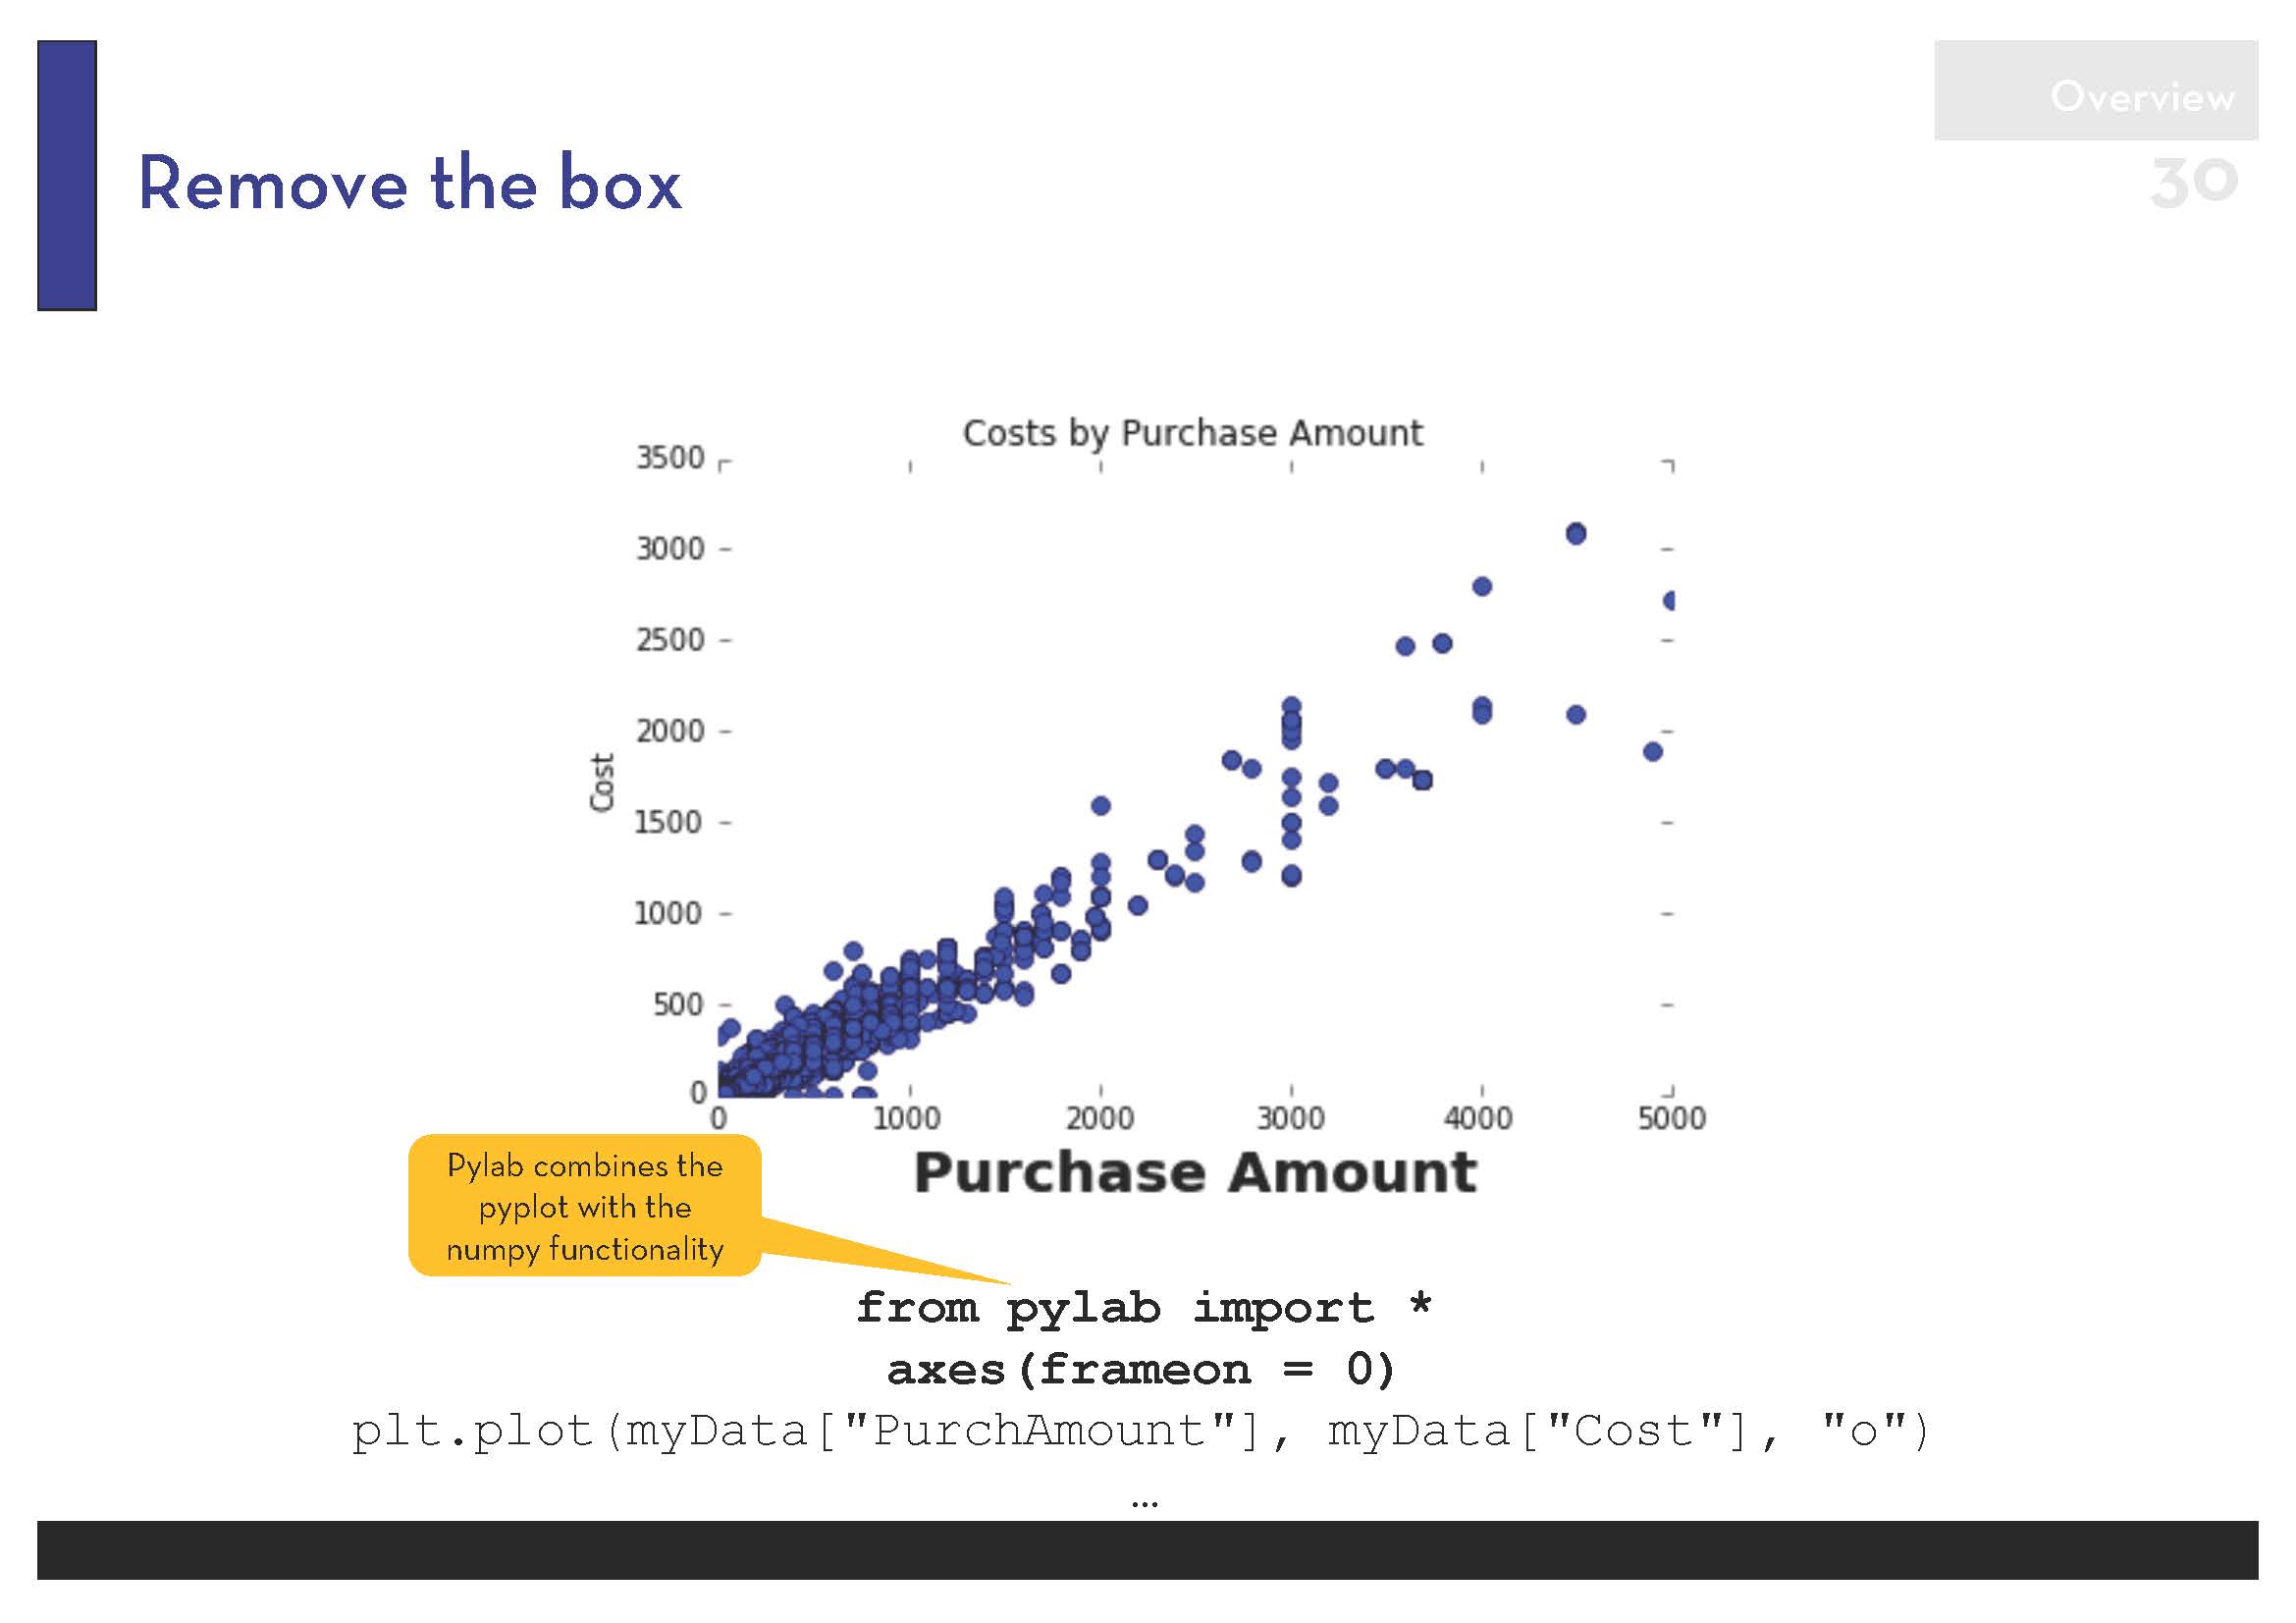 Overview
30
Remove the box
Costs by Purchase Amount
3500
3000
2500
2000
1500
1000
500
0
Cost
0 1000 2000 3000 4000 5000
Purchase Amount
Pylab combines the
pyplot with the
numpy functionality
from pylab import *
axes(frameon = 0)
plt.plot(myData["PurchAmount"], myData["Cost"], "o")
…